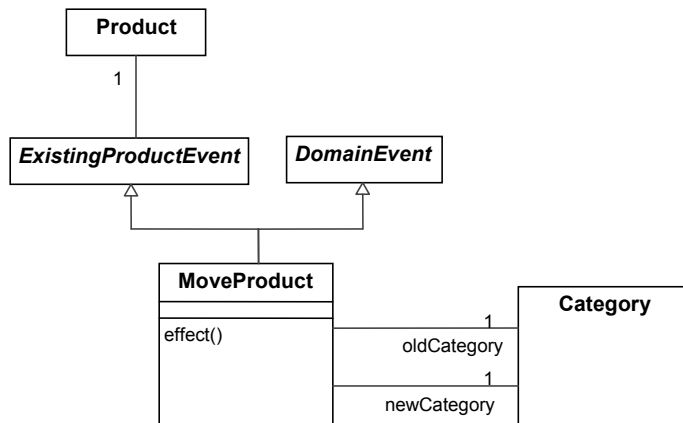 Product
1
ExistingProductEvent
DomainEvent
MoveProduct
effect()
Category
1
oldCategory
1
newCategory